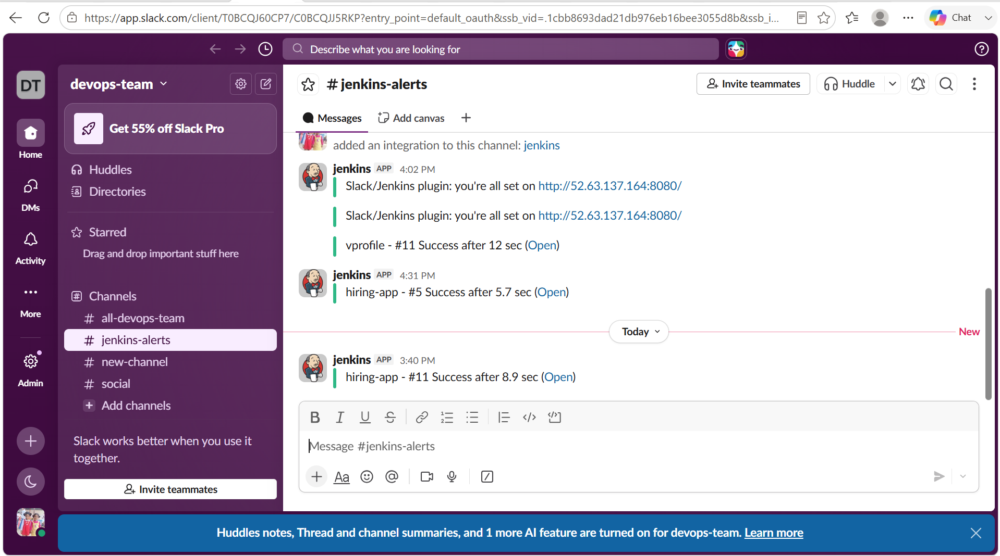 https://app.slack.com/client/T0BCQJ60CP7/C0BCQJJ5RKP?entry_point=default_oauth&ssb_vid=.1cbb8693dad21db976eb16bee3055d8b&ssb_i...
Chat
Describe what you are looking for
DT
Home
DMs
Activity
More
Admin
devops-team
Get 55% off Slack Pro
Huddles
Directories
Starred
Drag and drop important stuff here
Channels
# all-devops-team
# jenkins-alerts
# new-channel
# social
+ Add channels
Slack works better when you use it
together.
Invite teammates
# jenkins-alerts
Invite teammates
Huddle
Messages
Add canvas
added an integration to this channel: jenkins
jenkins APP 4:02 PM
Slack/Jenkins plugin: you're all set on http://52.63.137.164:8080/
Slack/Jenkins plugin: you're all set on http://52.63.137.164:8080/
vprofile - #11 Success after 12 sec (Open)
jenkins APP 4:31 PM
hiring-app - #5 Success after 5.7 sec (Open)
Today
New
jenkins APP 3:40 PM
hiring-app - #11 Success after 8.9 sec (Open)
Message #jenkins-alerts
Aa
Huddles notes, Thread and channel summaries, and 1 more AI feature are turned on for devops-team. Learn more